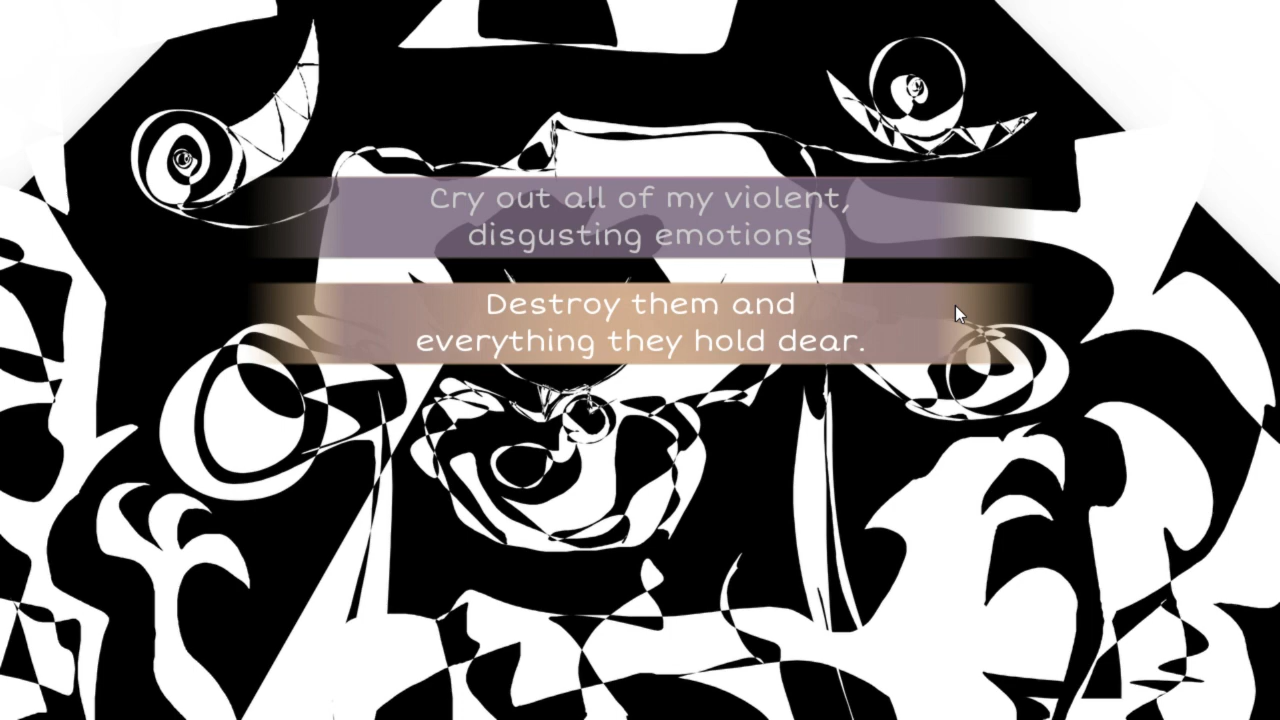 Cry out all of my violent,
disgusting emotions
Destroy them and
everything they hold dear.